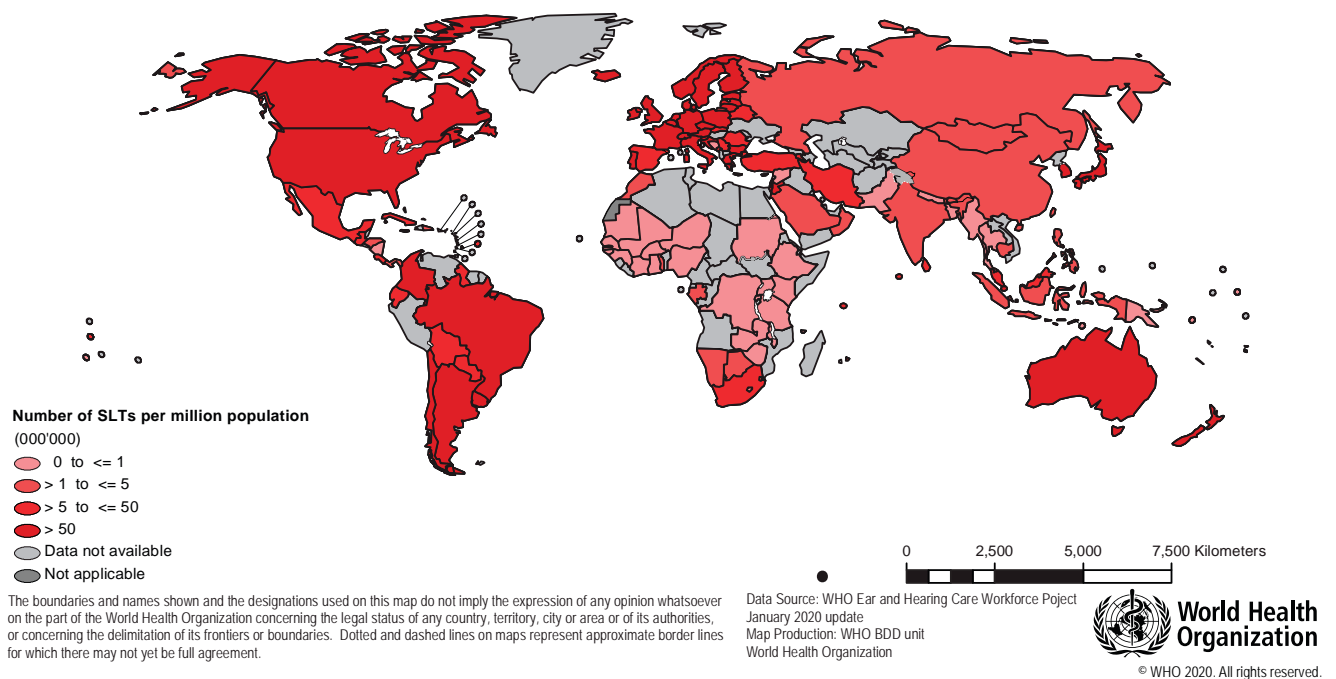 Number of SLTs per million population
(000'000)
0 to <= 1
> 1 to <= 5
> 5 to <= 50
> 50
Data not available
Not applicable
0 2,500 5,000 7,500 Kilometers
The boundaries and names shown and the designations used on this map do not imply the expression of any opinion whatsoever
on the part of the World Health Organization concerning the legal status of any country, territory, city or area or of its authorities,
or concerning the delimitation of its frontiers or boundaries. Dotted and dashed lines on maps represent approximate border lines
for which there may not yet be full agreement.
Data Source: WHO Ear and Hearing Care Workforce Poject
January 2020 update
Map Production: WHO BDD unit
World Health Organization
World Health
Organization
© WHO 2020. All rights reserved.